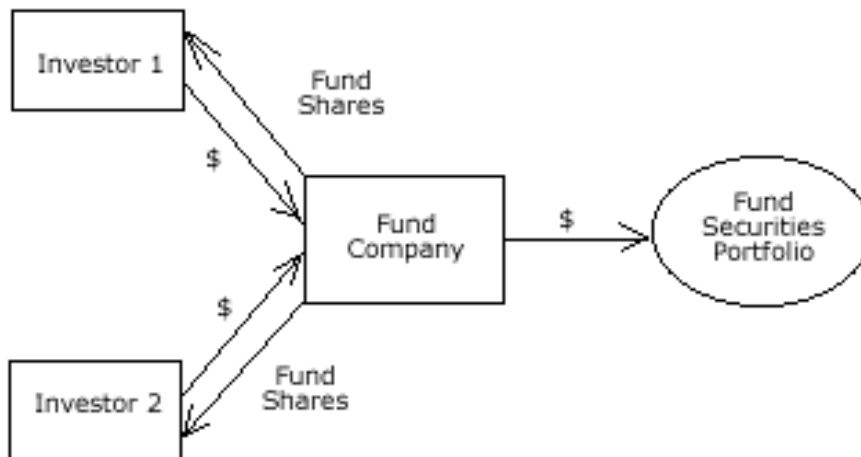 Investor 1
Fund
Shares
$
Fund
Company
$
Fund
Securities
Portfolio
$
Investor 2
Fund
Shares